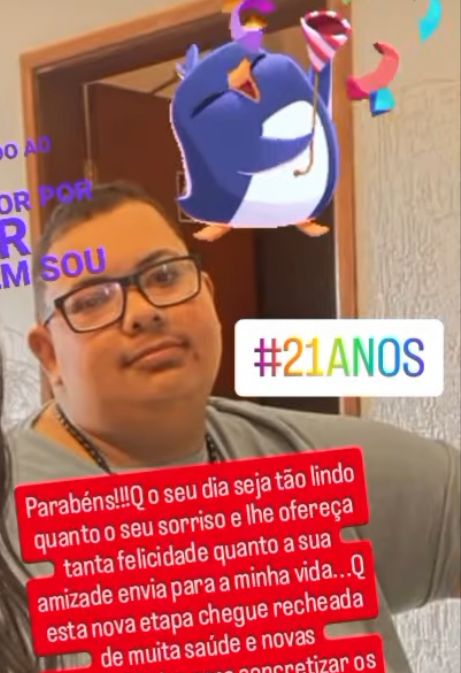 DO AO
OR POR
R
EM SOU
#21ANOS
Parabéns!!!Q o seu dia seja tão lindo
quanto o seu sorriso e lhe ofereça
tanta felicidade quanto a sua
amizade envia para a minha vida...Q
esta nova etapa chegue recheada
de muita saúde e novas
concretizar os